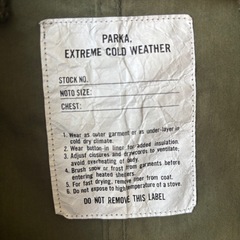 PARKA,
EXTREME COLD WEATHER
STOCK NO.
NOTO SIZE:
CHEST:
1. Wear as outer garment or as under-layer in
cold dry climate.
2. Wear button-in liner for added insulation.
3. Adjust closures and drawcords to ventilate;
avoid overheating of body.
4. Brush snow or frost from garments before
entering heated shelters.
5. For fast drying, remove liner from coat.
6. Do not expose to high temperature of a stove.
DO NOT REMOVE THIS LABEL